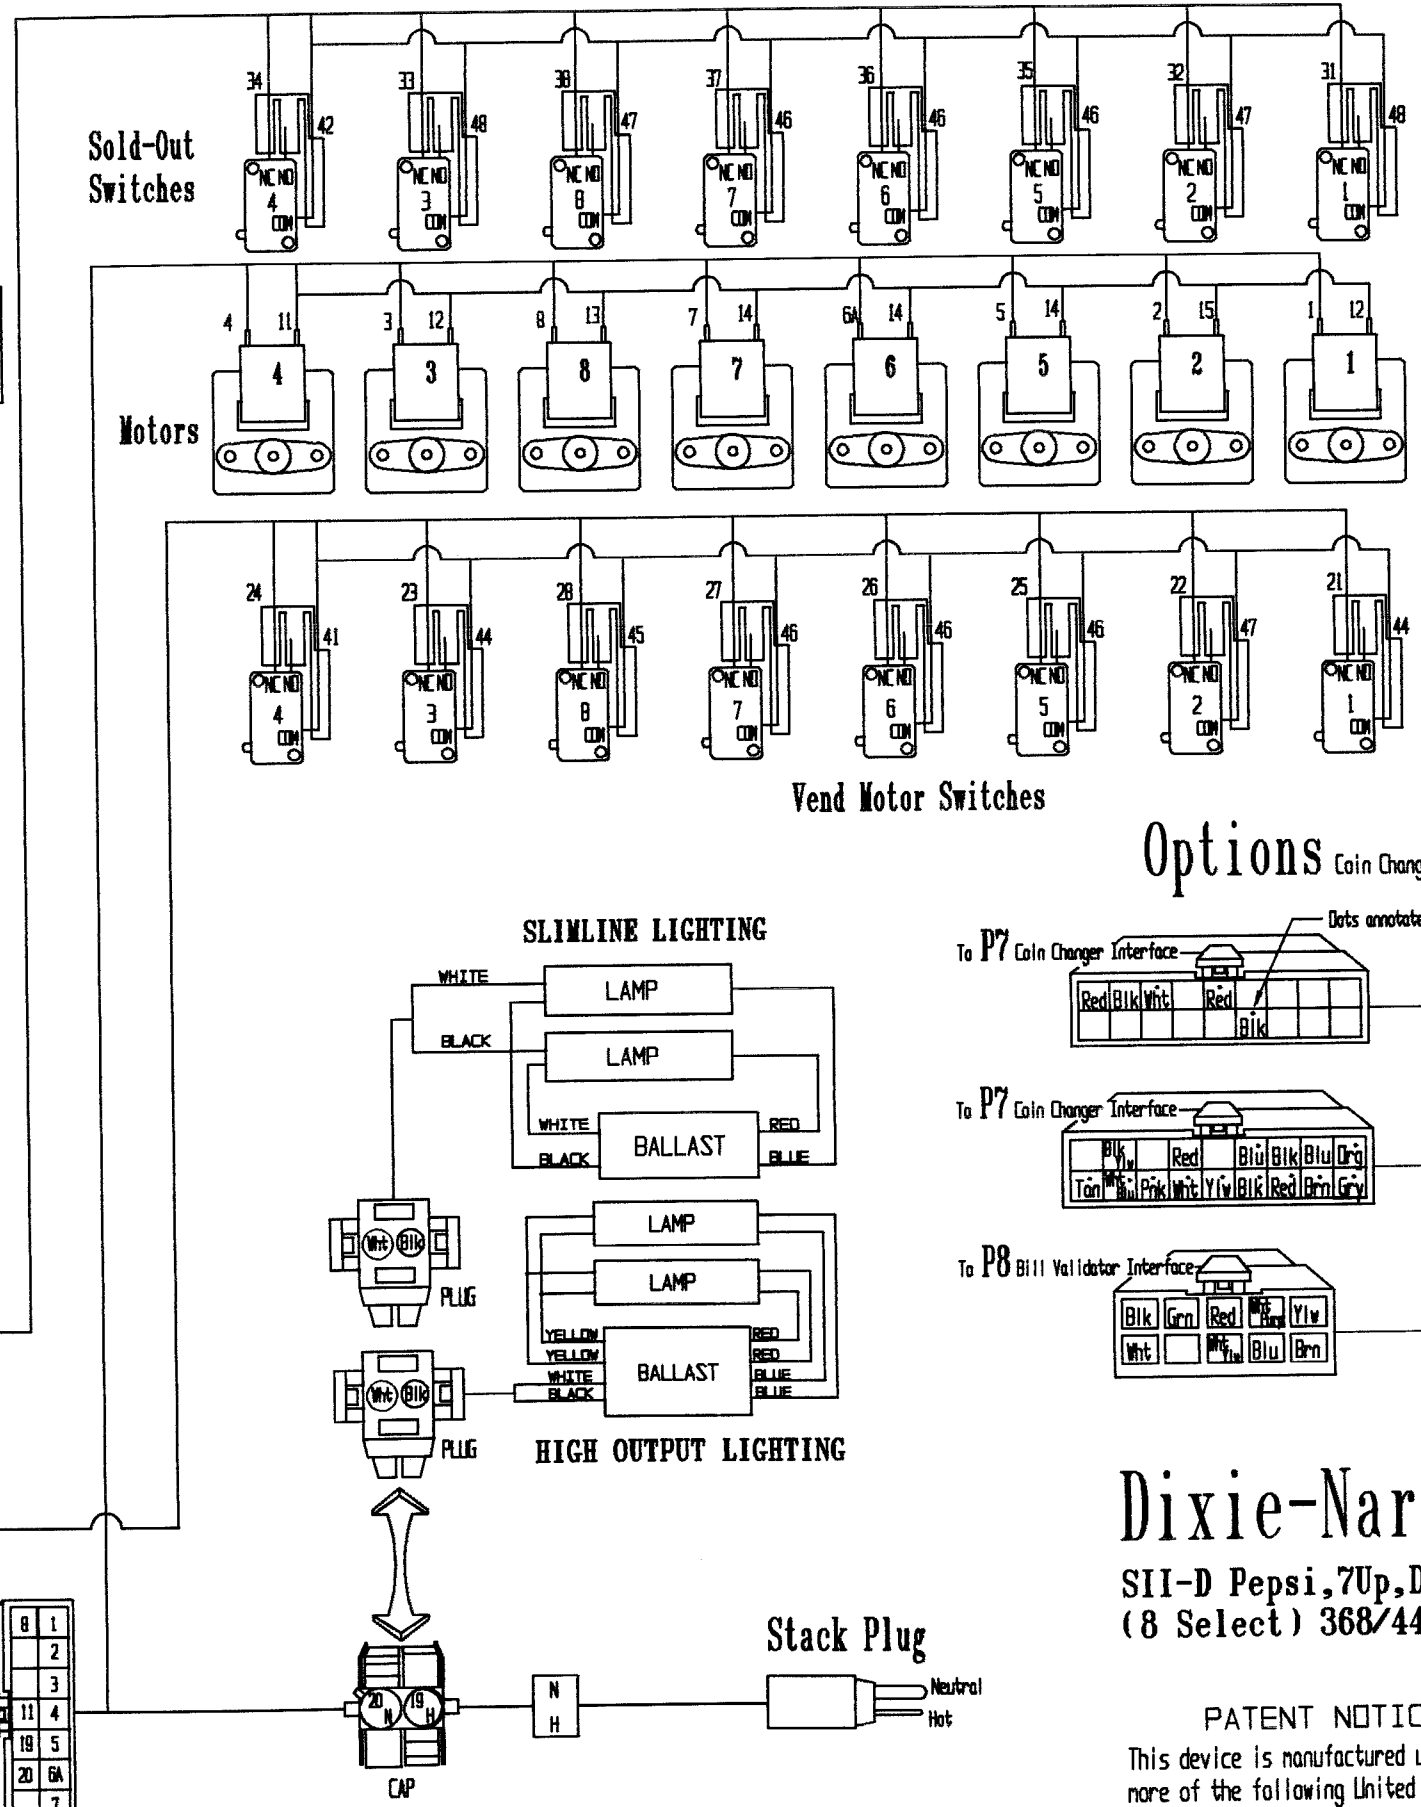 34 33 38 37 36 35 32 31
42 48 47 46 46 46 47 48
Sold-Out
Switches
NC NO NC NO NC NO NC NO NC NO NC NO NC NO NC NO
4 3 8 7 6 5 2 1
COM COM COM COM COM COM COM COM
4 11 3 12 8 13 7 14 6A 14 5 14 2 15 1 12
4 3 8 7 6 5 2 1
Motors
24 23 28 27 26 25 22 21
41 44 45 46 46 46 47 44
NC NO NC NO NC NO NC NO NC NO NC NO NC NO NC NO
4 3 8 7 6 5 2 1
COM COM COM COM COM COM COM COM
Vend Motor Switches
Options Coin Chang
SLIMLINE LIGHTING
WHITE
LAMP
BLACK
LAMP
WHITE
RED
BALLAST
BLACK
BLUE
Wht Blk
PLUG
LAMP
LAMP
YELLOW
RED
YELLOW
RED
BALLAST
WHITE
BLUE
BLACK
BLUE
Wht Blk
PLUG
HIGH OUTPUT LIGHTING
Dots annotate
To P7 Coin Changer Interface
Red Blk Wht Red
Blk
To P7 Coin Changer Interface
Blk Ylw Red Blu Blk Blu Org
Tan Wht Blu Pnk Wht Ylw Blk Red Brn Gry
To P8 Bill Validator Interface
Blk Grn Red Wht Ylw
Wht Wht Ylw Blu Brn
Dixie-Nar
SII-D Pepsi,7Up,D
(8 Select) 368/44
Stack Plug
8 1
2
3
11 4
19 5
20 6A
7
20 N 19 H
CAP
N
H
Neutral
Hot
PATENT NOTIC
This device is manufactured u
more of the following United